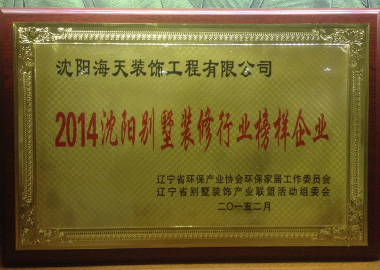 沈阳海天装饰工程有限公司
2014沈阳别墅装修行业榜样企业
辽宁省环保产业协会环保家居工作委员会
辽宁省别墅装饰产业联盟活动组委会
二〇一五二月